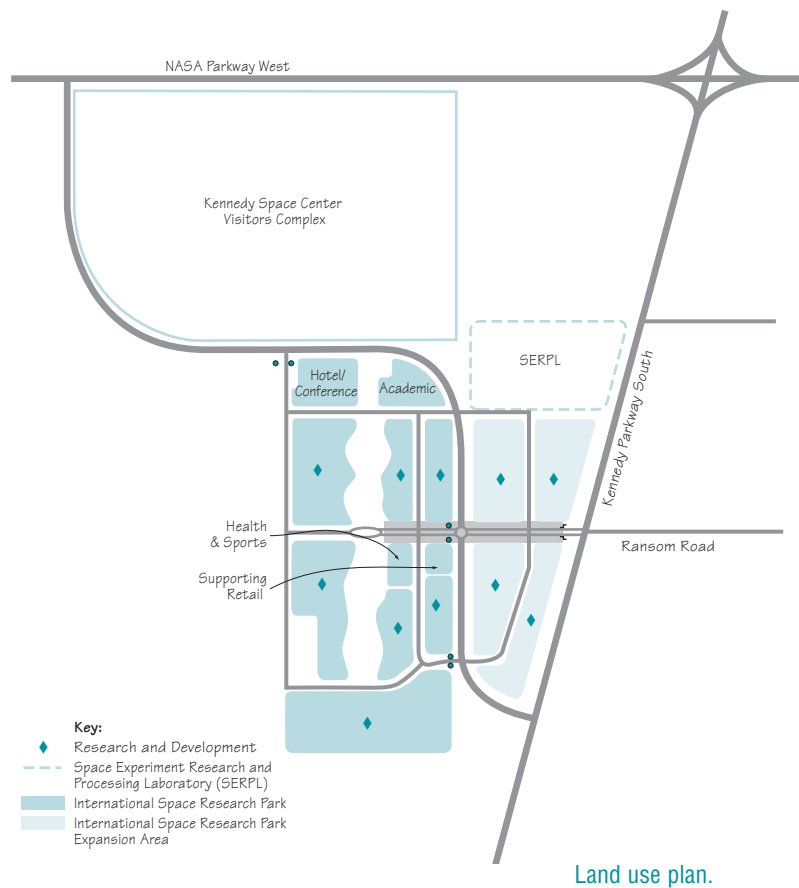 NASA Parkway West
Kennedy Space Center
Visitors Complex
SERPL
Hotel/
Conference
Academic
Kennedy Parkway South
Health
& Sports
Ransom Road
Supporting
Retail
Key:
Research and Development
Space Experiment Research and
Processing Laboratory (SERPL)
International Space Research Park
International Space Research Park
Expansion Area
Land use plan.